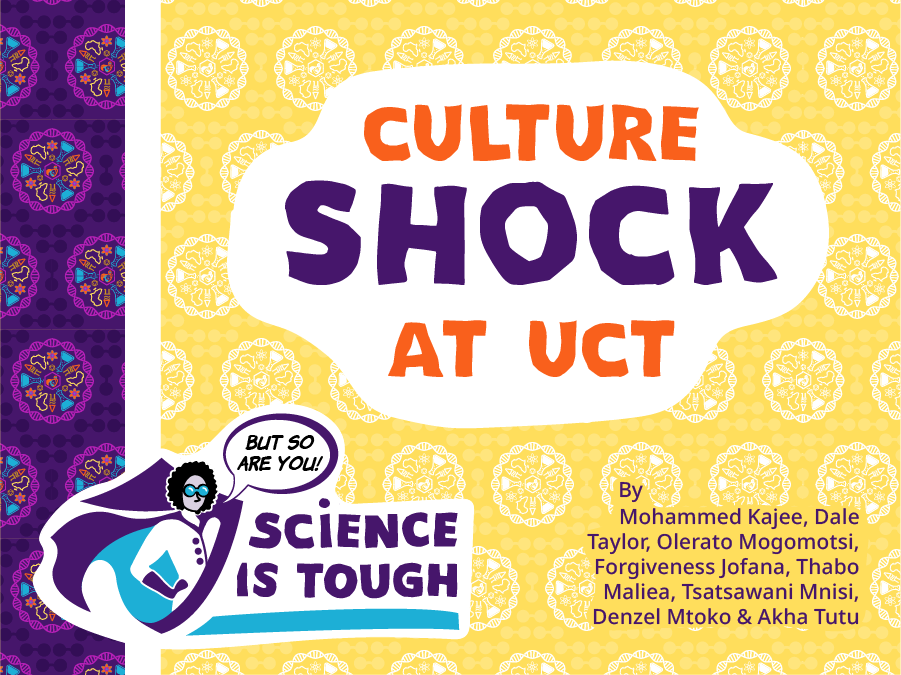 CULTURE
SHOCK
AT UCT
BUT SO
ARE YOU!
SCIENCE
IS TOUGH
By
Mohammed Kajee, Dale
Taylor, Olerato Mogomotsi,
Forgiveness Jofana, Thabo
Maliea, Tsatsawani Mnisi,
Denzel Mtoko & Akha Tutu